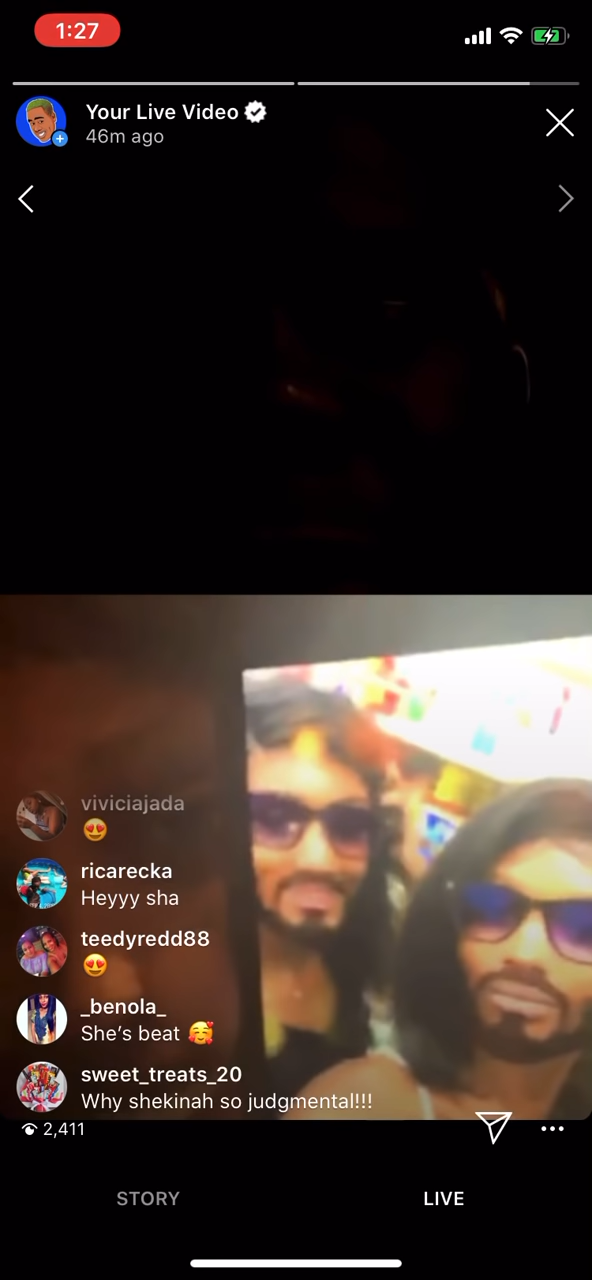 1:27
Your Live Video
46m ago
viviciajada
😍
ricarecka
Heyyy sha
teedyredd88
😍
_benola_
She’s beat 🥰
sweet_treats_20
Why shekinah so judgmental!!!
2,411
STORY
LIVE